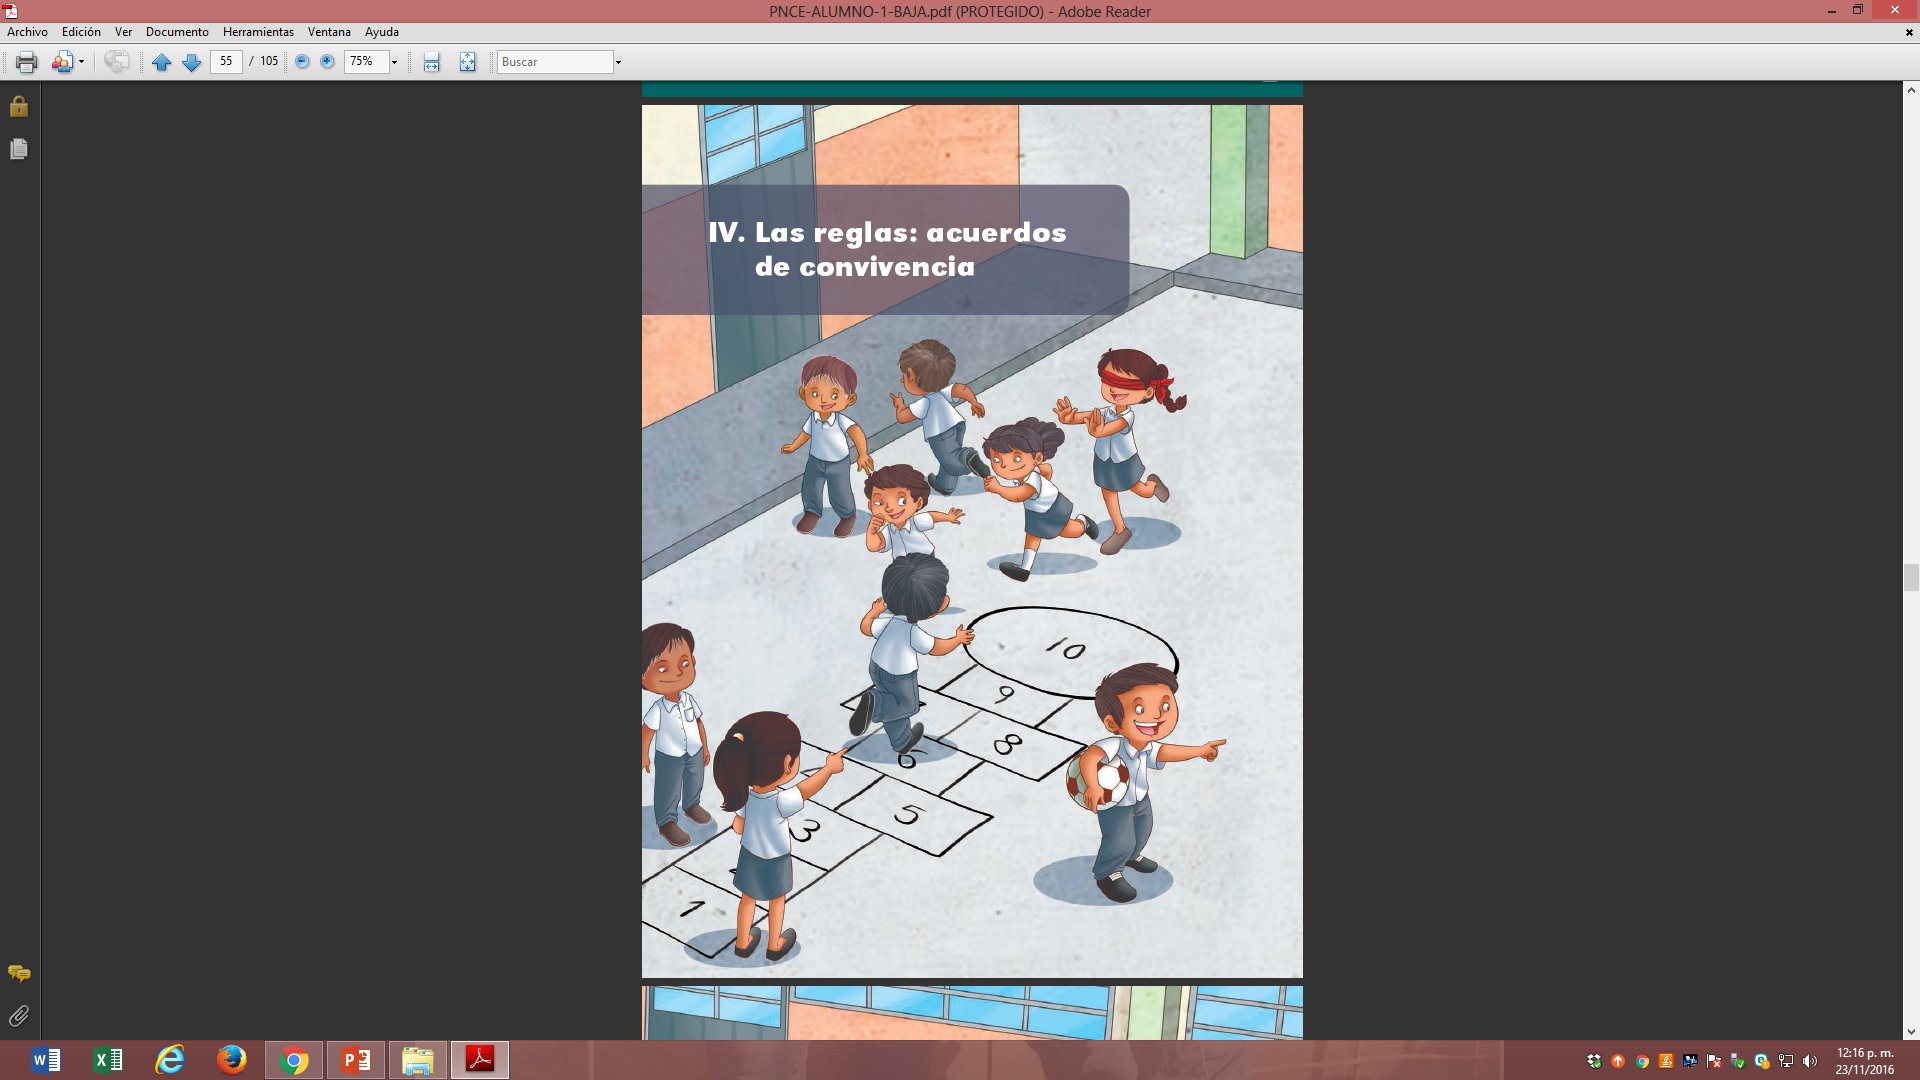 PNCE-ALUMNO-1-BAJA.pdf (PROTEGIDO) - Adobe Reader
Archivo Edición Ver Documento Herramientas Ventana Ayuda
55 / 105 75% Buscar
IV. Las reglas: acuerdos
de convivencia
10
9
8
6
5
3
1
12:16 p. m.
23/11/2016